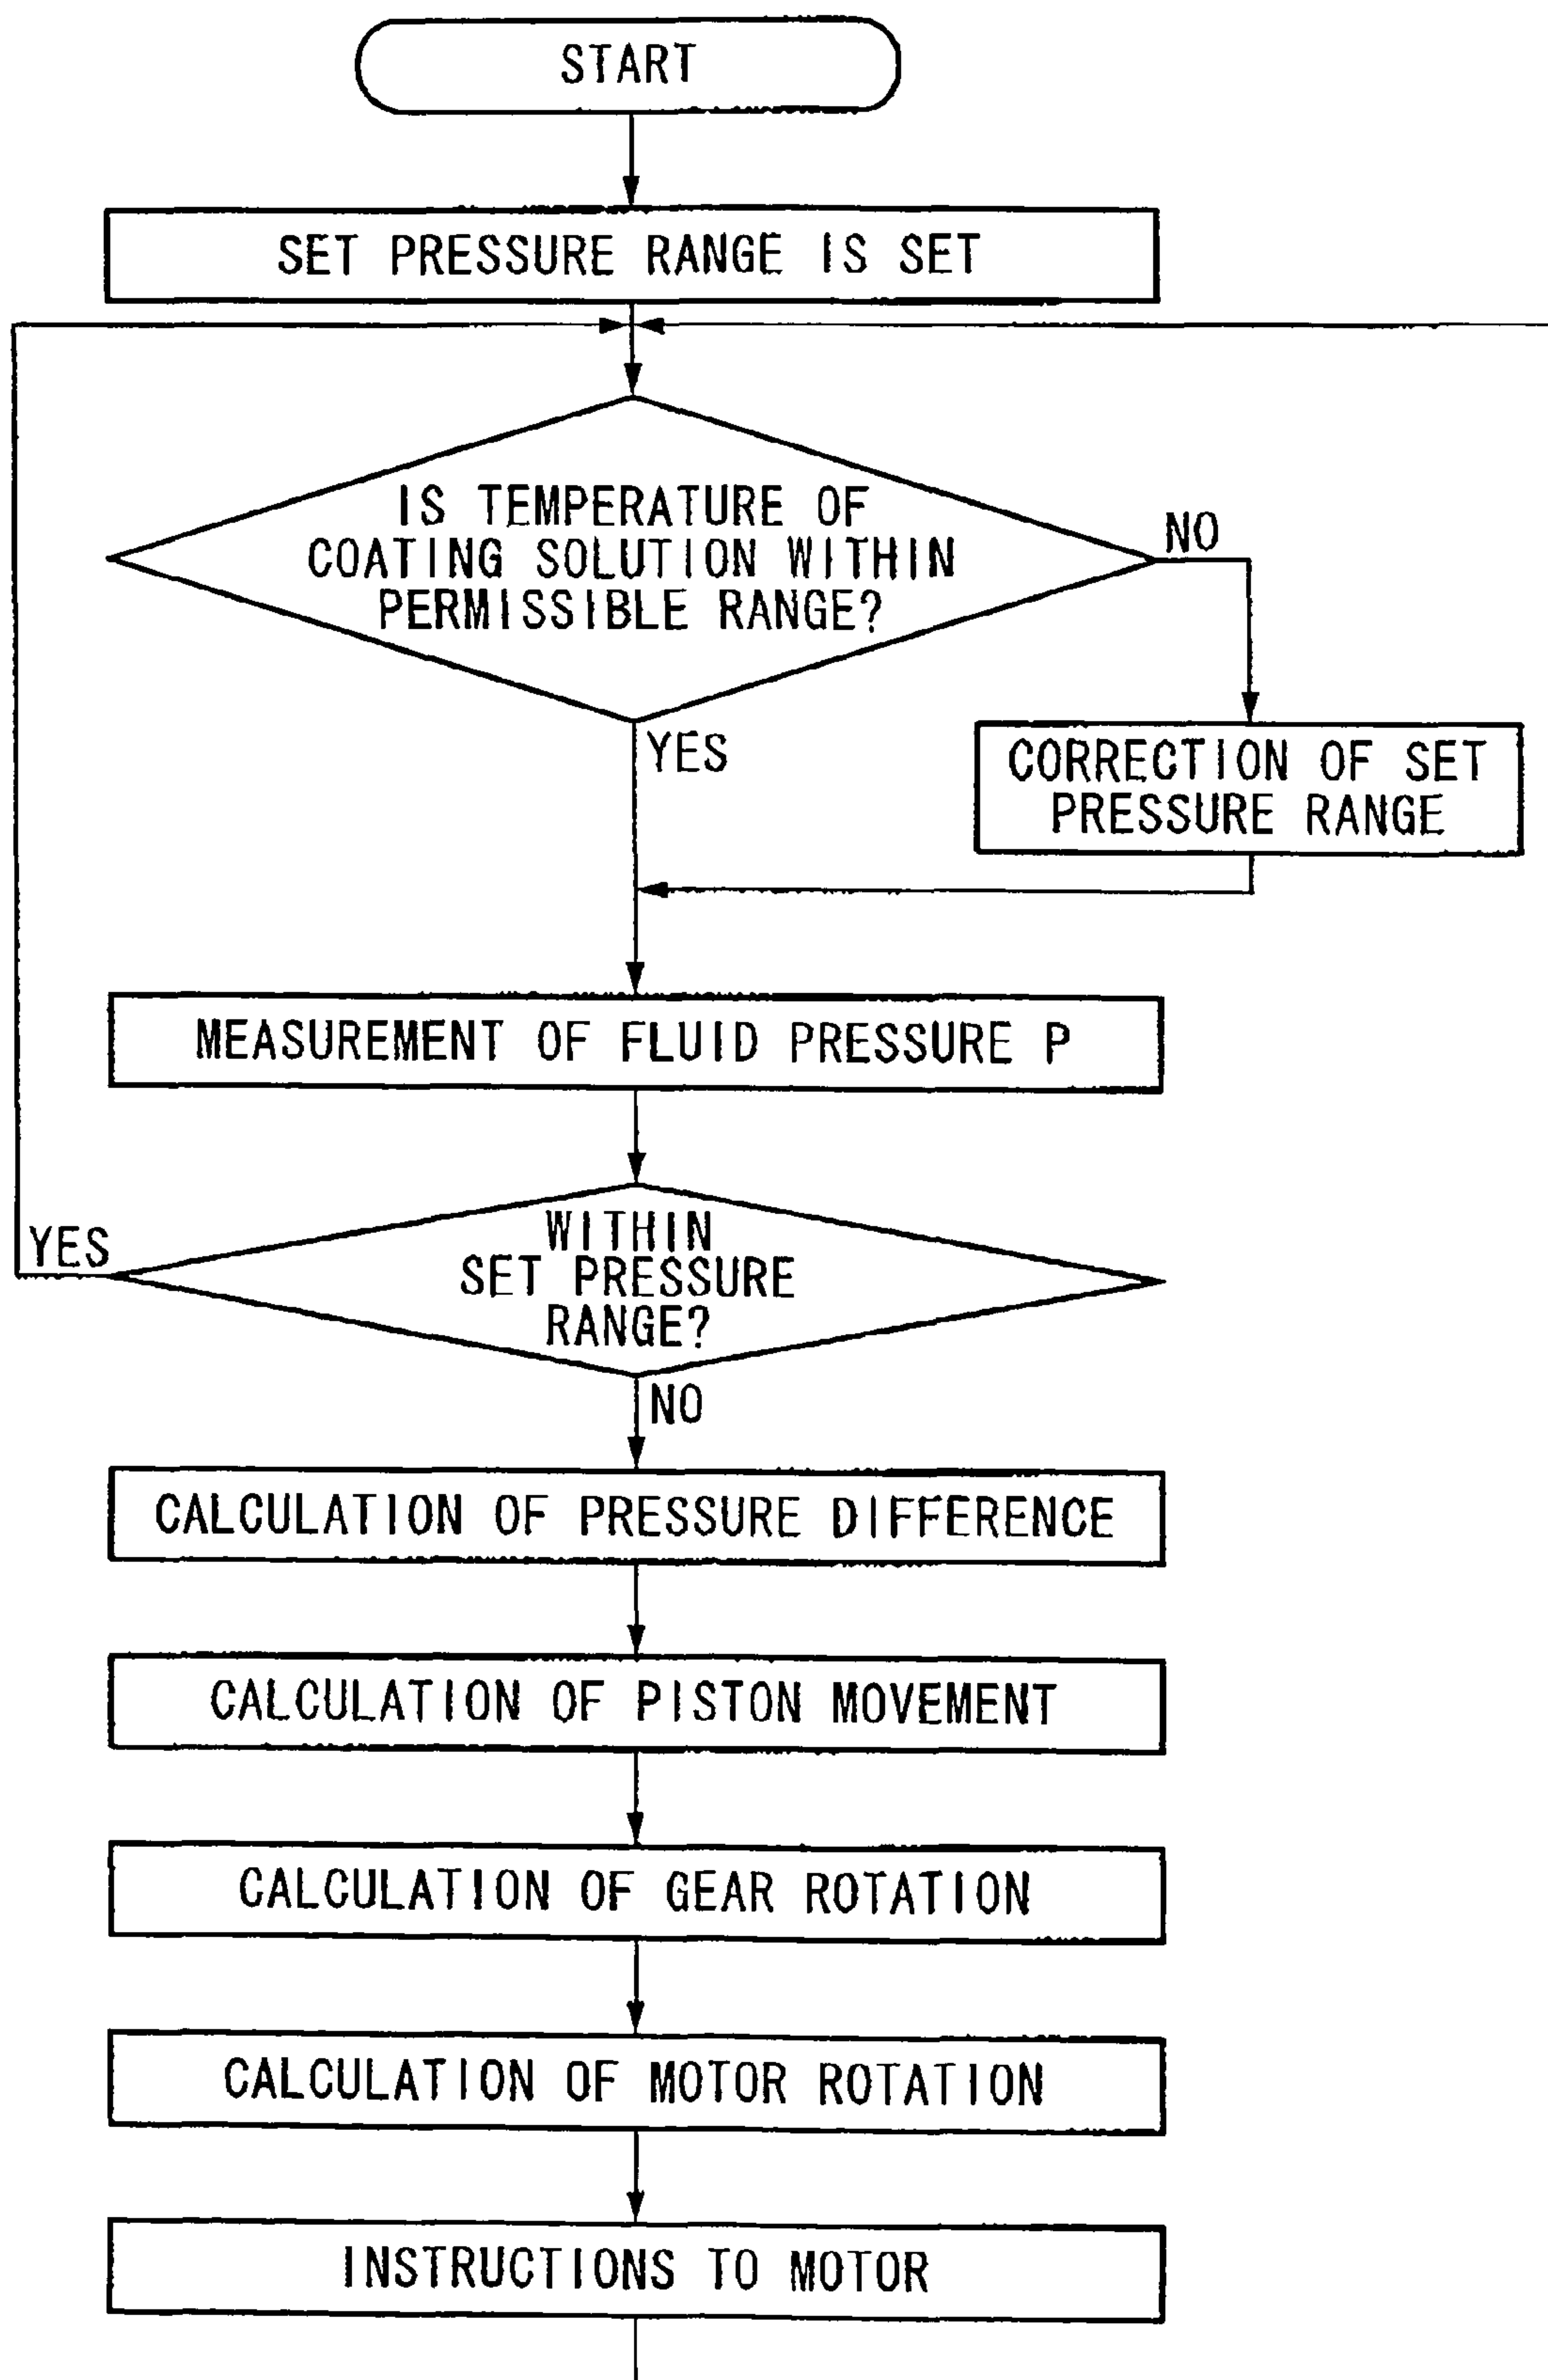 START
SET PRESSURE RANGE IS SET
IS TEMPERATURE OF
COATING SOLUTION WITHIN
PERMISSIBLE RANGE?
NO
YES
CORRECTION OF SET
PRESSURE RANGE
MEASUREMENT OF FLUID PRESSURE P
WITHIN
SET PRESSURE
RANGE?
YES
NO
CALCULATION OF PRESSURE DIFFERENCE
CALCULATION OF PISTON MOVEMENT
CALCULATION OF GEAR ROTATION
CALCULATION OF MOTOR ROTATION
INSTRUCTIONS TO MOTOR